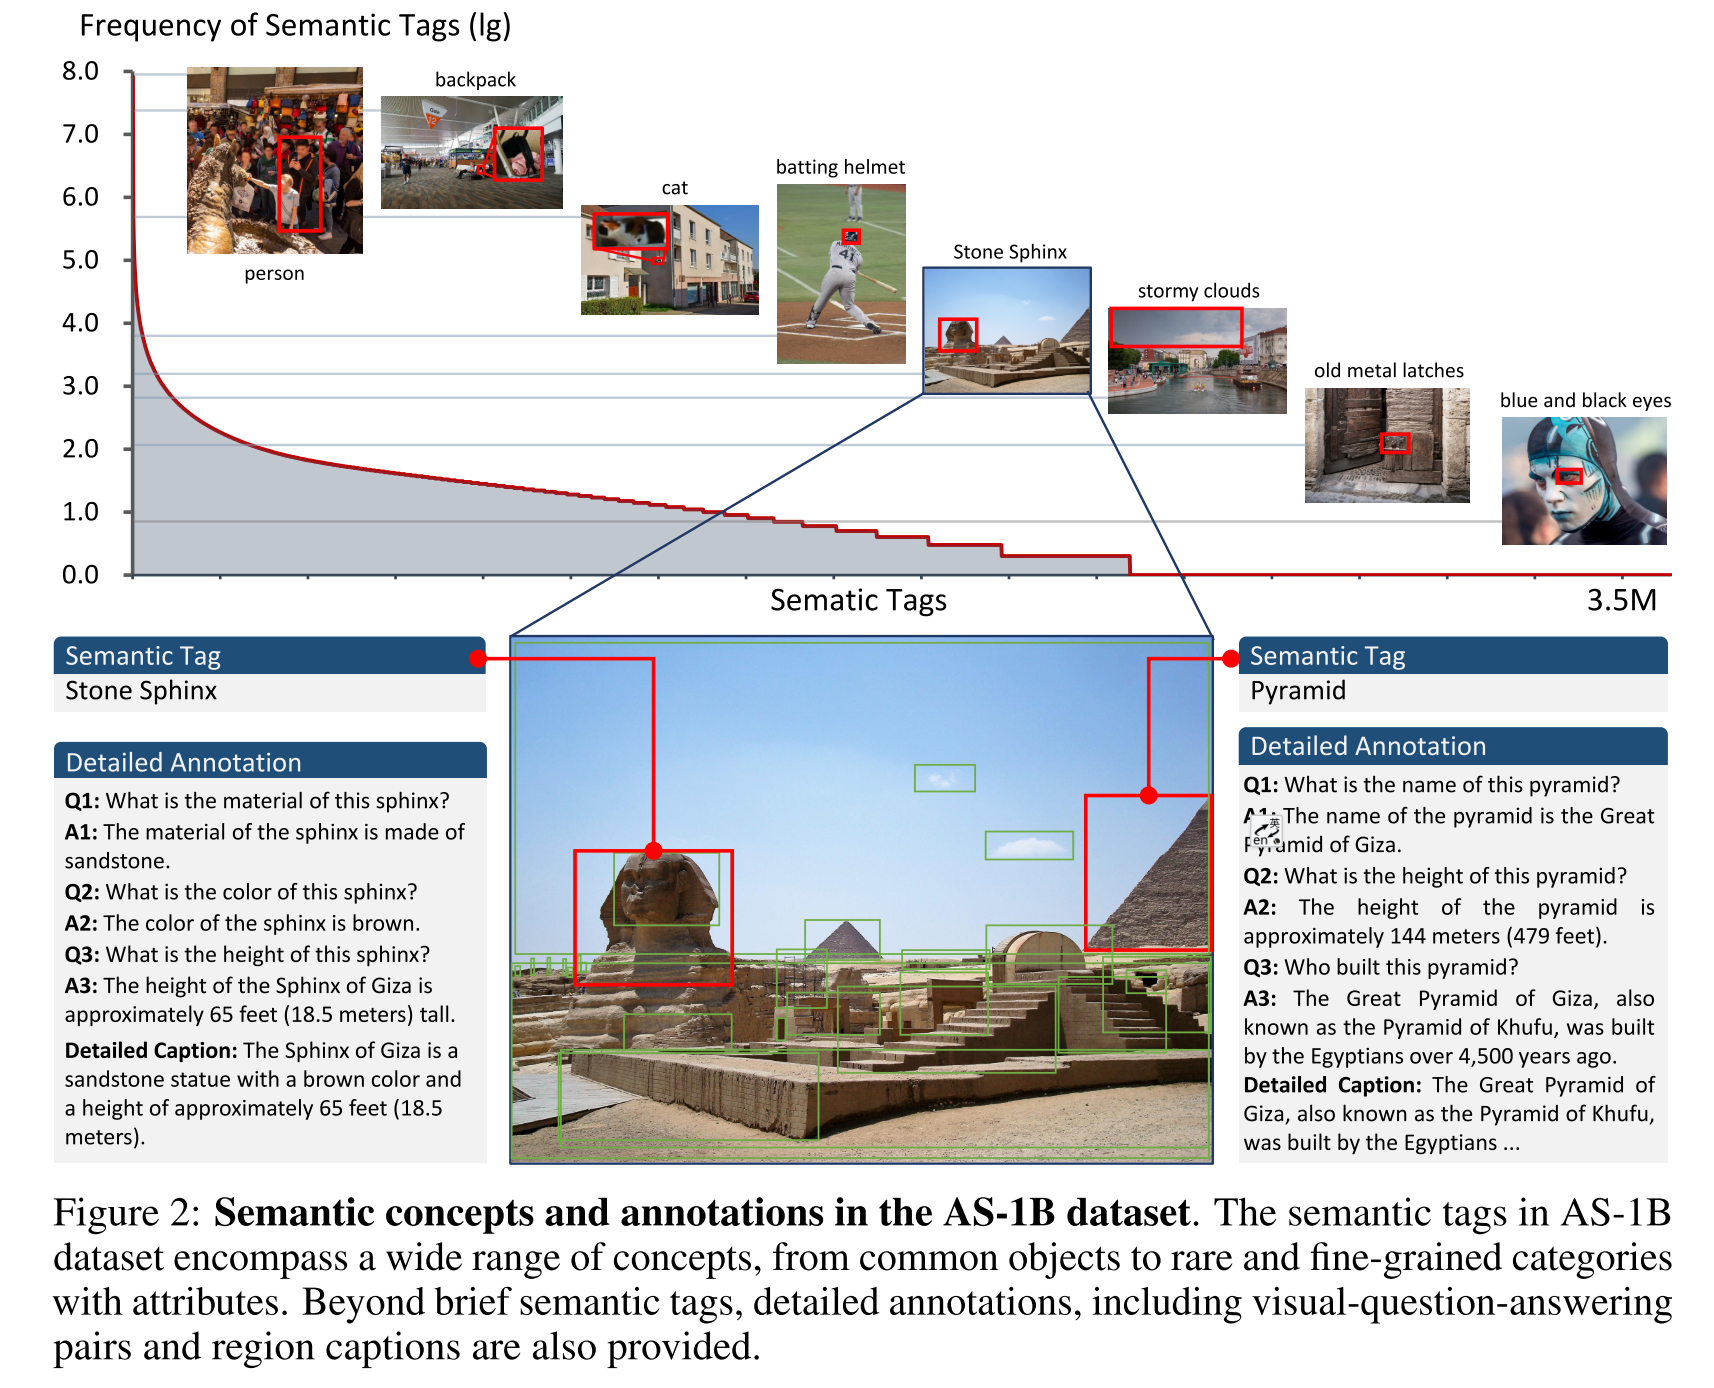 Frequency of Semantic Tags (lg)
8.0
7.0
6.0
5.0
4.0
3.0
2.0
1.0
0.0
person
backpack
cat
batting helmet
41
Stone Sphinx
stormy clouds
old metal latches
blue and black eyes
Sematic Tags
3.5M
Semantic Tag
Stone Sphinx
Detailed Annotation
Q1: What is the material of this sphinx?
A1: The material of the sphinx is made of
sandstone.
Q2: What is the color of this sphinx?
A2: The color of the sphinx is brown.
Q3: What is the height of this sphinx?
A3: The height of the Sphinx of Giza is
approximately 65 feet (18.5 meters) tall.
Detailed Caption: The Sphinx of Giza is a
sandstone statue with a brown color and
a height of approximately 65 feet (18.5
meters).
Semantic Tag
Pyramid
Detailed Annotation
Q1: What is the name of this pyramid?
A1: The name of the pyramid is the Great
Pyramid of Giza.
英
en
Q2: What is the height of this pyramid?
A2: The height of the pyramid is
approximately 144 meters (479 feet).
Q3: Who built this pyramid?
A3: The Great Pyramid of Giza, also
known as the Pyramid of Khufu, was built
by the Egyptians over 4,500 years ago.
Detailed Caption: The Great Pyramid of
Giza, also known as the Pyramid of Khufu,
was built by the Egyptians ...
Figure 2: Semantic concepts and annotations in the AS-1B dataset. The semantic tags in AS-1B
dataset encompass a wide range of concepts, from common objects to rare and fine-grained categories
with attributes. Beyond brief semantic tags, detailed annotations, including visual-question-answering
pairs and region captions are also provided.